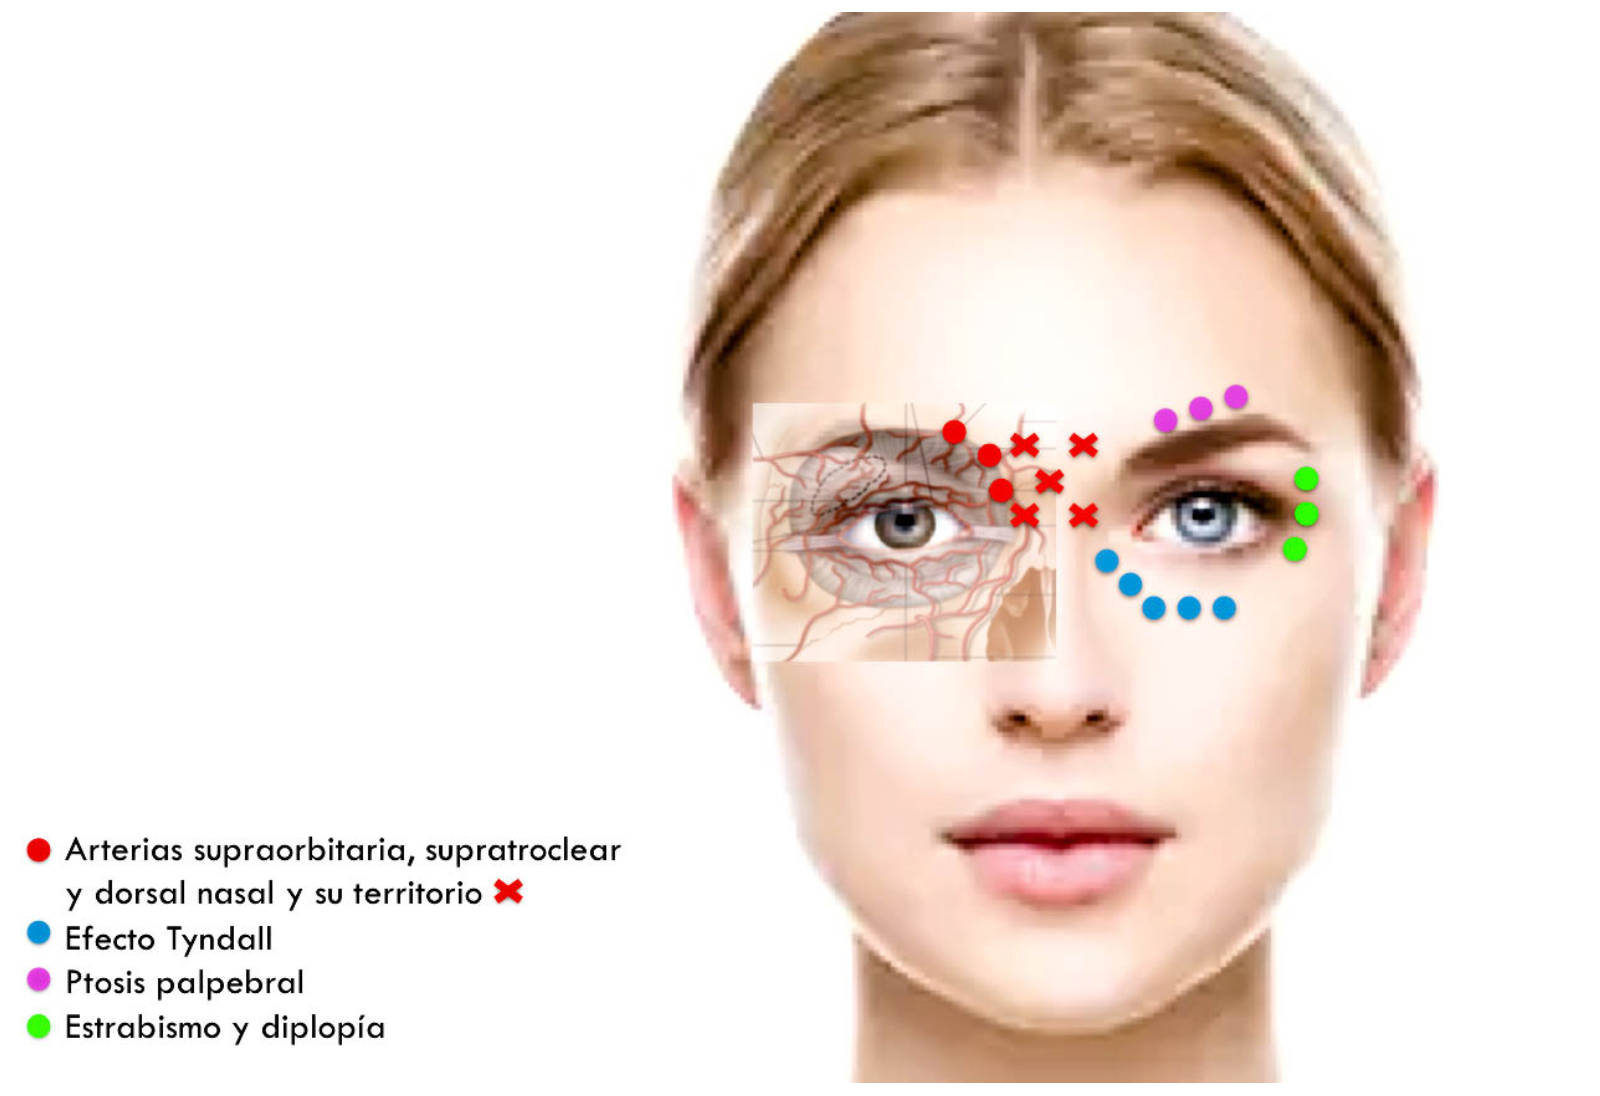 Arterias supraorbitaria, supratroclear
y dorsal nasal y su territorio
Efecto Tyndall
Ptosis palpebral
Estrabismo y diplopía